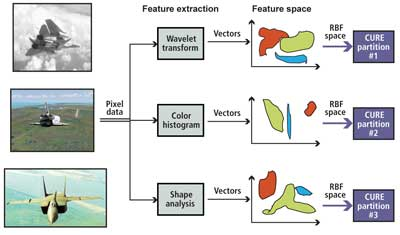 Feature extraction
Feature space
Pixel
data
Wavelet
transform
Vectors
RBF
space
CURE
partition
#1
Color
histogram
Vectors
RBF
space
CURE
partition
#2
Shape
analysis
Vectors
RBF
space
CURE
partition
#3